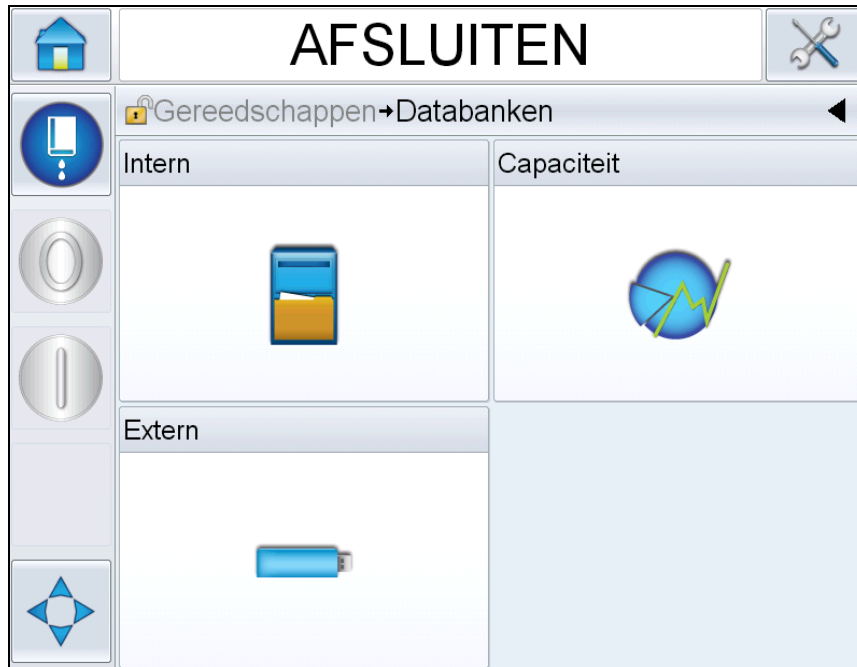 AFSLUITEN
Gereedschappen→Databanken
Intern
Capaciteit
Extern